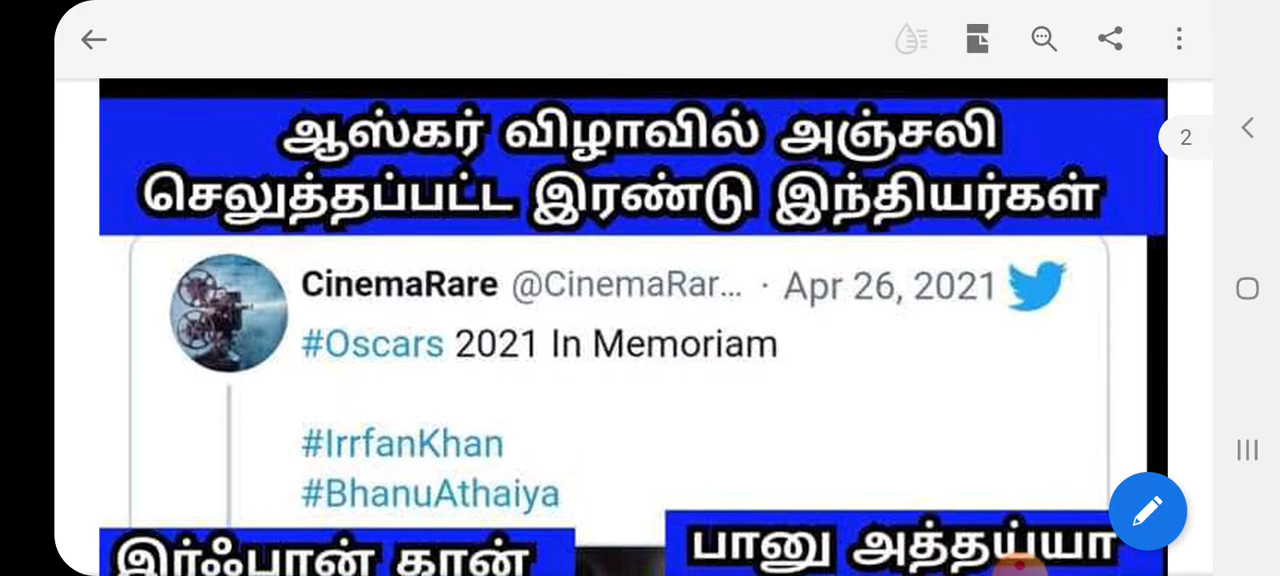 ஆஸ்கர் விழாவில் அஞ்சலி
2
செலுத்தப்பட்ட இரண்டு இந்தியர்கள்
CinemaRare @CinemaRar... · Apr 26, 2021
#Oscars 2021 In Memoriam
#IrrfanKhan
#BhanuAthaiya
இர்ஃபான் கான்
பானு அத்தய்யா